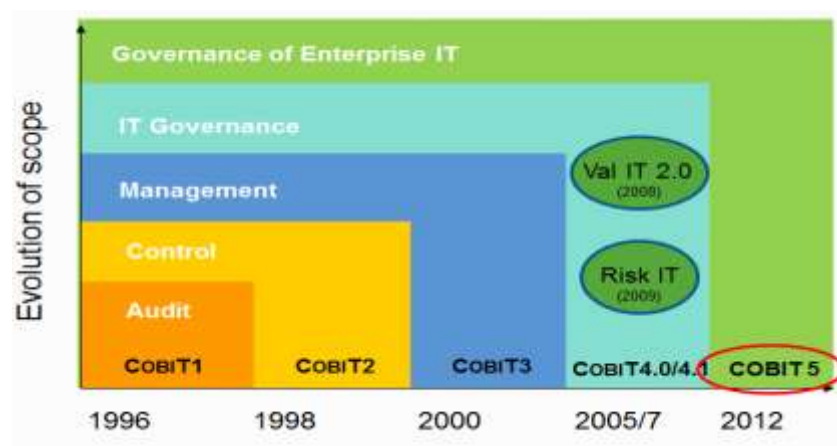 Evolution of scope
Governance of Enterprise IT
IT Governance
Val IT 2.0
(2008)
Management
Control
Risk IT
(2009)
Audit
COBIT1
COBIT2
COBIT3
COBIT4.0/4.1
COBIT 5
1996
1998
2000
2005/7
2012